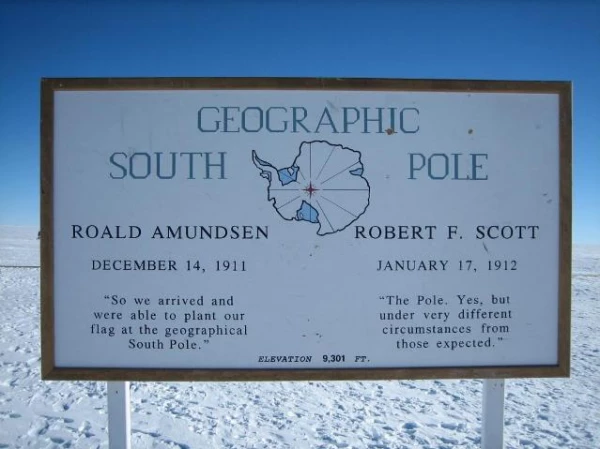 GEOGRAPHIC
SOUTH POLE
ROALD AMUNDSEN
DECEMBER 14, 1911
"So we arrived and
were able to plant our
flag at the geographical
South Pole."
ROBERT F. SCOTT
JANUARY 17, 1912
"The Pole. Yes, but
under very different
circumstances from
those expected."
ELEVATION 9,301 FT.